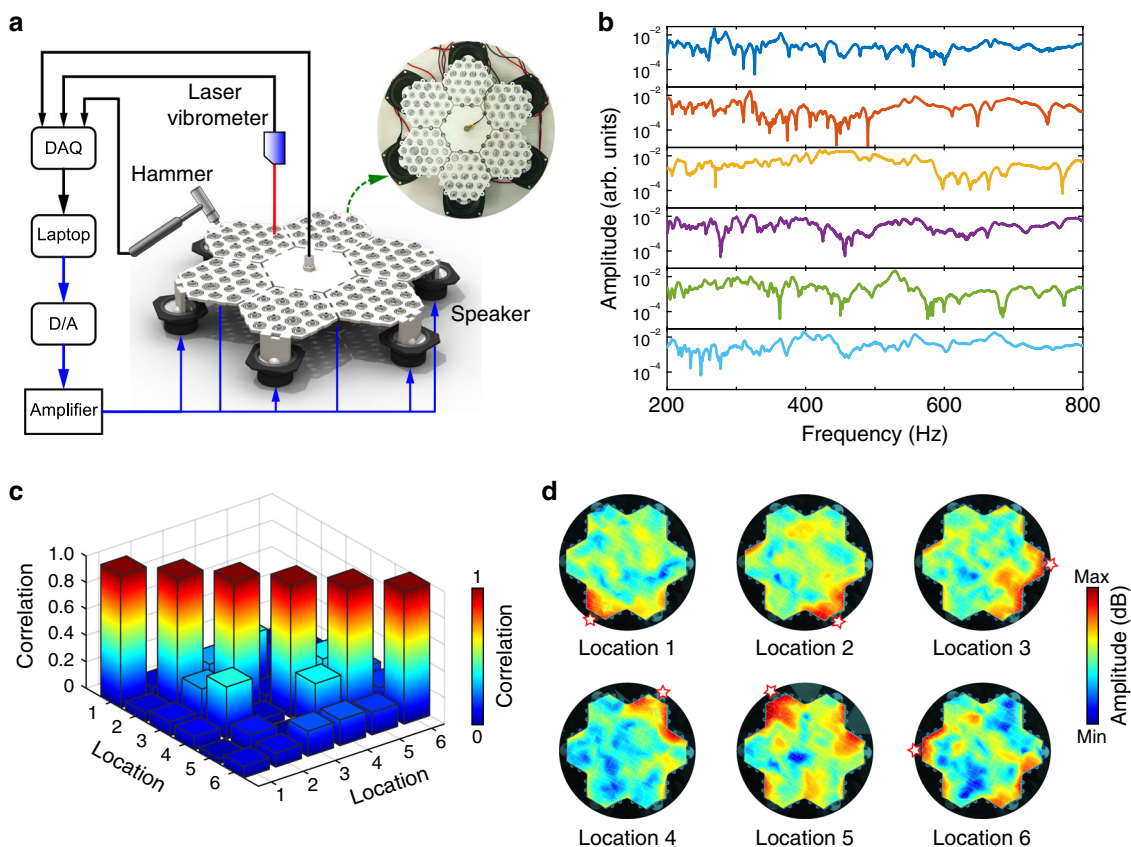 a
Laser
vibrometer
DAQ
Hammer
Laptop
D/A
Speaker
Amplifier
b
Amplitude (arb. units)
10⁻²
10⁻⁴
10⁻²
10⁻⁴
10⁻²
10⁻⁴
10⁻²
10⁻⁴
10⁻²
10⁻⁴
10⁻²
10⁻⁴
200 400 600 800
Frequency (Hz)
c
Correlation
1.0
0.8
0.6
0.4
0.2
0
1
2
3
4
5
6
Location
1
2
3
4
5
6
Location
1
0
Correlation
d
Location 1 Location 2 Location 3
Location 4 Location 5 Location 6
Max
Min
Amplitude (dB)